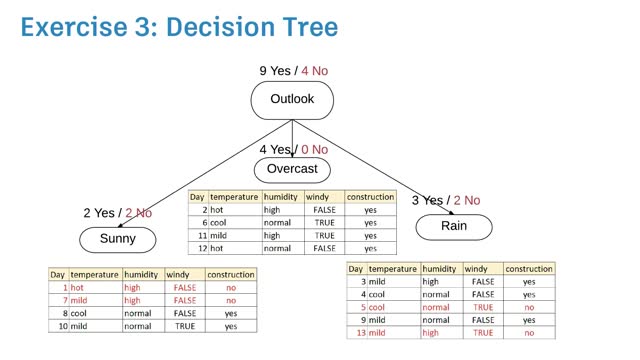 Exercise 3: Decision Tree
9 Yes / 4 No
Outlook
4 Yes / 0 No
Overcast
Day temperature humidity windy construction
2 hot high FALSE yes
6 cool normal TRUE yes
11 mild high TRUE yes
12 hot normal FALSE yes
3 Yes / 2 No
Rain
2 Yes / 2 No
Sunny
Day temperature humidity windy construction
1 hot high FALSE no
7 mild high FALSE no
8 cool normal FALSE yes
10 mild normal TRUE yes
Day temperature humidity windy construction
3 mild high FALSE yes
4 cool normal FALSE yes
5 cool normal TRUE no
9 mild normal FALSE yes
13 mild high TRUE no